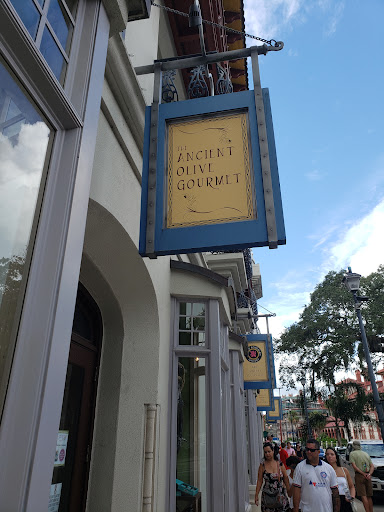 THE
ANCIENT
OLIVE
GOURMET